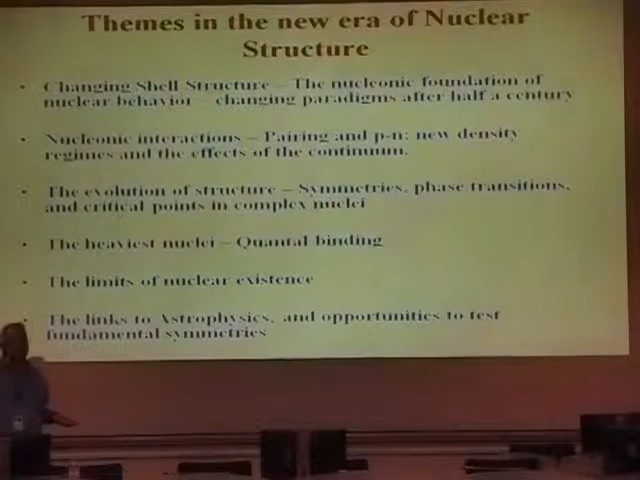 Themes in the new era of Nuclear
Structure
• Changing Shell Structure – The nucleonic foundation of
nuclear behavior – changing paradigms after half a century
• Nucleonic interactions – Pairing and p-n: new density
regimes and the effects of the continuum.
• The evolution of structure – Symmetries, phase transitions,
and critical points in complex nuclei
• The heaviest nuclei – Quantal binding
• The limits of nuclear existence
• The links to Astrophysics, and opportunities to test
fundamental symmetries